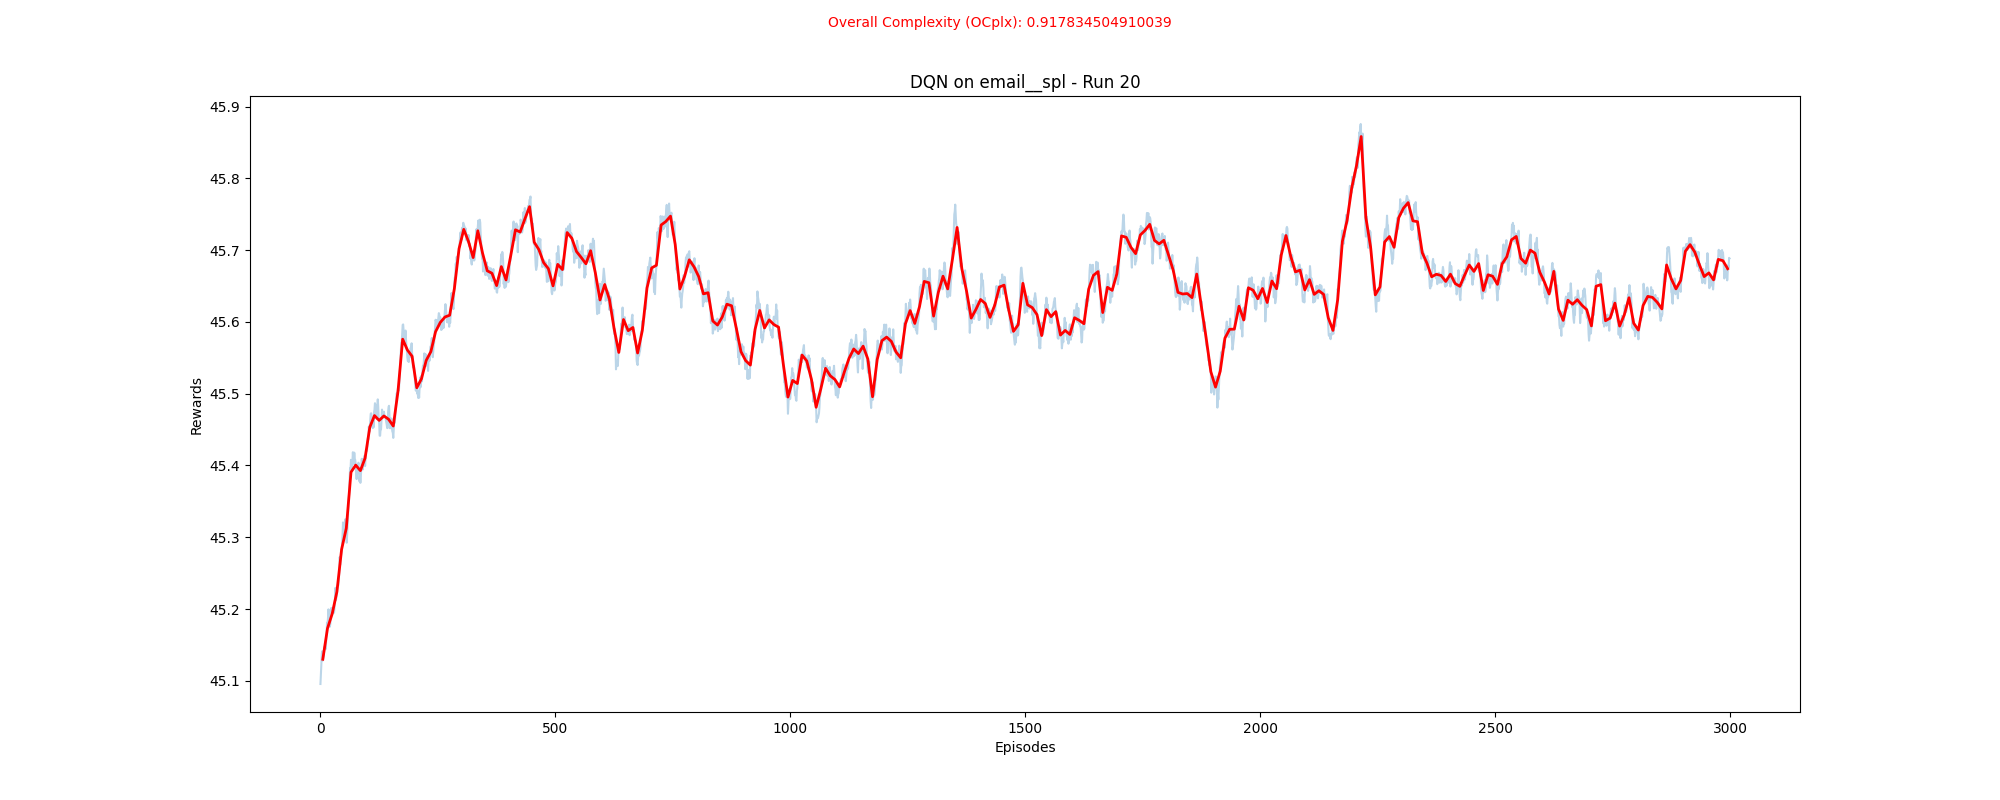 Overall Complexity (OCplx): 0.917834504910039
DQN on email__spl - Run 20
45.9
45.8
45.7
45.6
45.5
45.4
45.3
45.2
45.1
Rewards
0 500 1000 1500 2000 2500 3000
Episodes